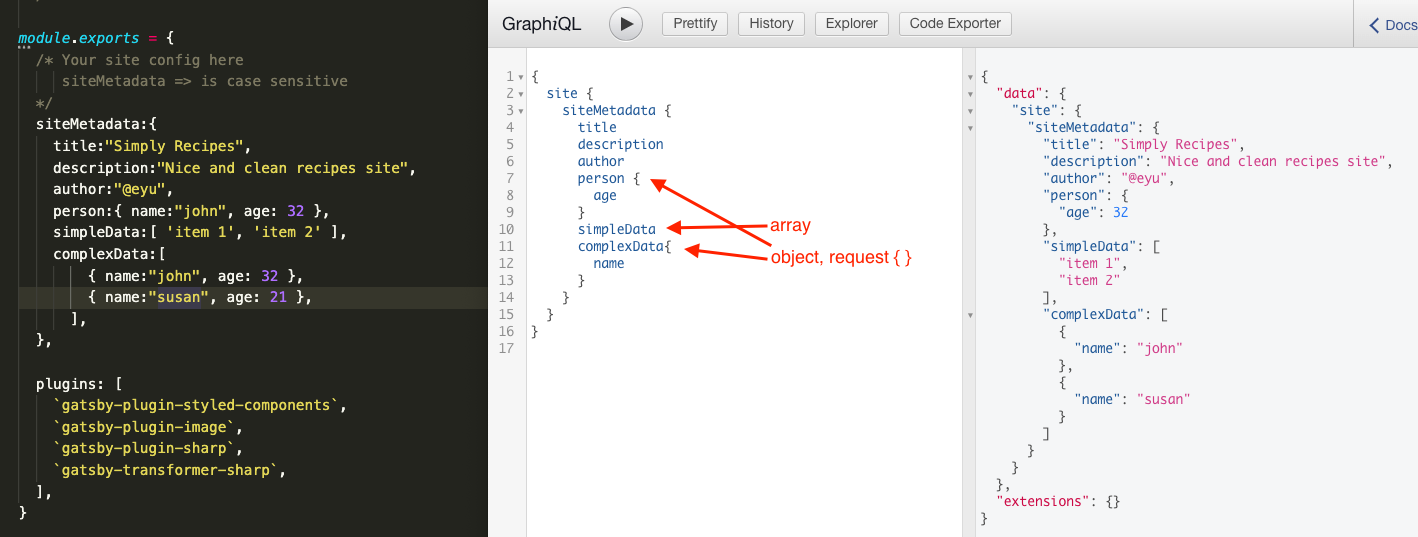 module.exports = {
/* Your site config here
siteMetadata => is case sensitive
*/
siteMetadata:{
title:"Simply Recipes",
description:"Nice and clean recipes site",
author:"@eyu",
person:{ name:"john", age: 32 },
simpleData:[ 'item 1', 'item 2' ],
complexData:[
{ name:"john", age: 32 },
{ name:"susan", age: 21 },
],
},
plugins: [
`gatsby-plugin-styled-components`,
`gatsby-plugin-image`,
`gatsby-plugin-sharp`,
`gatsby-transformer-sharp`,
],
}
GraphiQL
Prettify
History
Explorer
Code Exporter
Docs
1 {
2 site {
3 siteMetadata {
4 title
5 description
6 author
7 person {
8 age
9 }
10 simpleData
11 complexData{
12 name
13 }
14 }
15 }
16 }
17
array
object, request { }
{
"data": {
"site": {
"siteMetadata": {
"title": "Simply Recipes",
"description": "Nice and clean recipes site",
"author": "@eyu",
"person": {
"age": 32
},
"simpleData": [
"item 1",
"item 2"
],
"complexData": [
{
"name": "john"
},
{
"name": "susan"
}
]
}
}
},
"extensions": {}
}